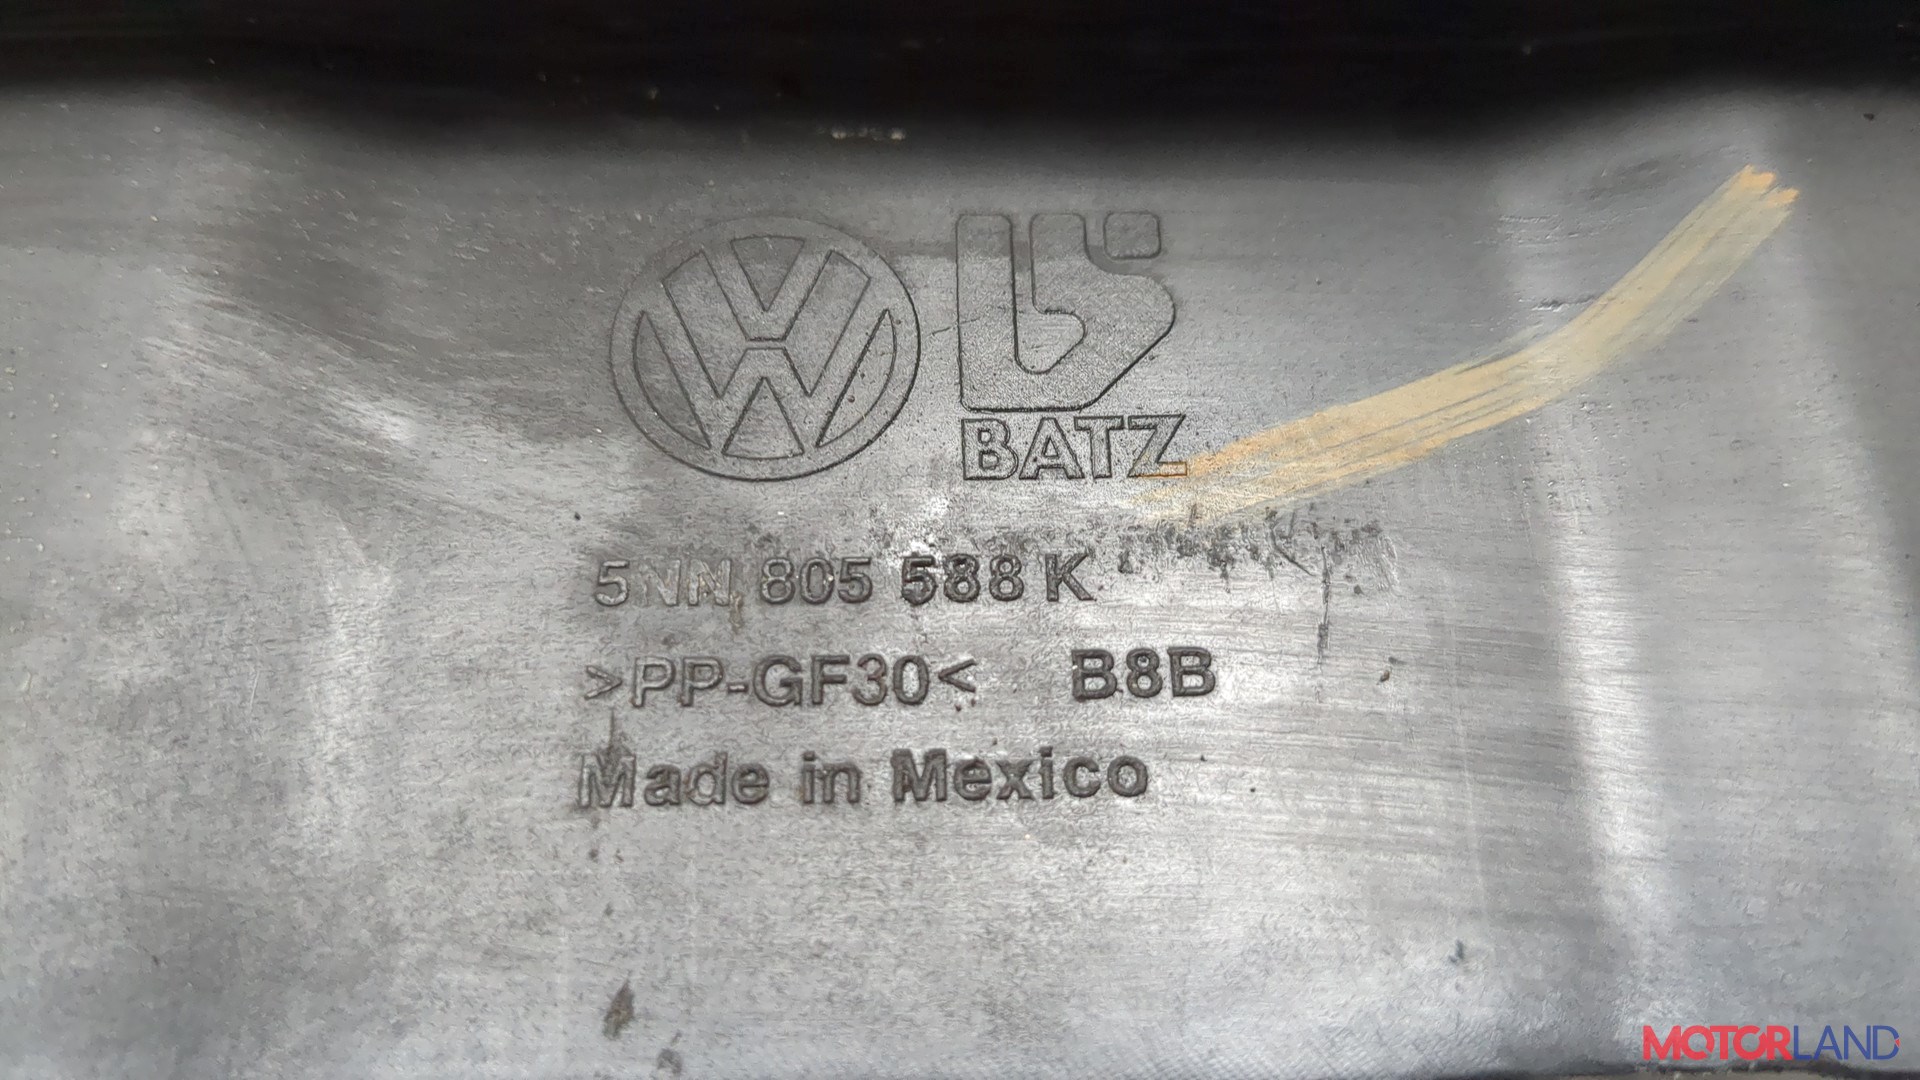 BATZ
5NN 805 588 K
>PP-GF30< B8B
Made in Mexico
MOTORLAND